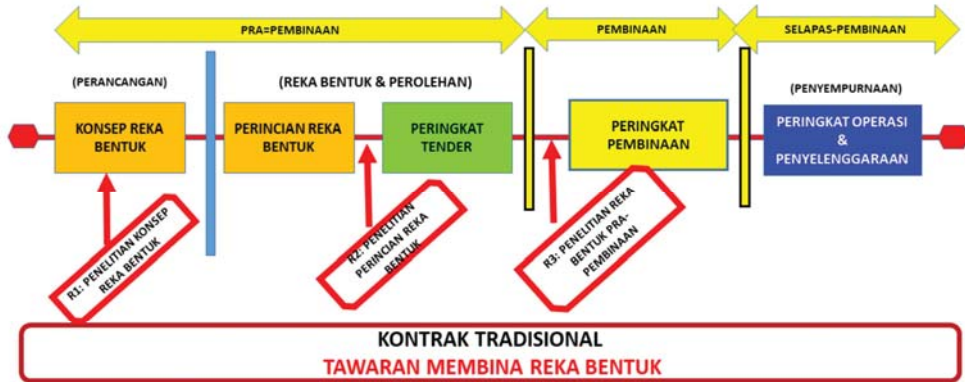 PRA=PEMBINAAN
PEMBINAAN
SELAPAS-PEMBINAAN
(PERANCANGAN)
(REKA BENTUK & PEROLEHAN)
(PENYEMPURNAAN)
KONSEP REKA
BENTUK
PERINCIAN REKA
BENTUK
PERINGKAT
TENDER
PERINGKAT
PEMBINAAN
PERINGKAT OPERASI
&
PENYELENGGARAAN
R1: PENELITIAN KONSEP
REKA BENTUK
R2: PENELITIAN
PERINCIAN REKA
BENTUK
R3: PENELITIAN REKA
BENTUK PRA-
PEMBINAAN
KONTRAK TRADISIONAL
TAWARAN MEMBINA REKA BENTUK